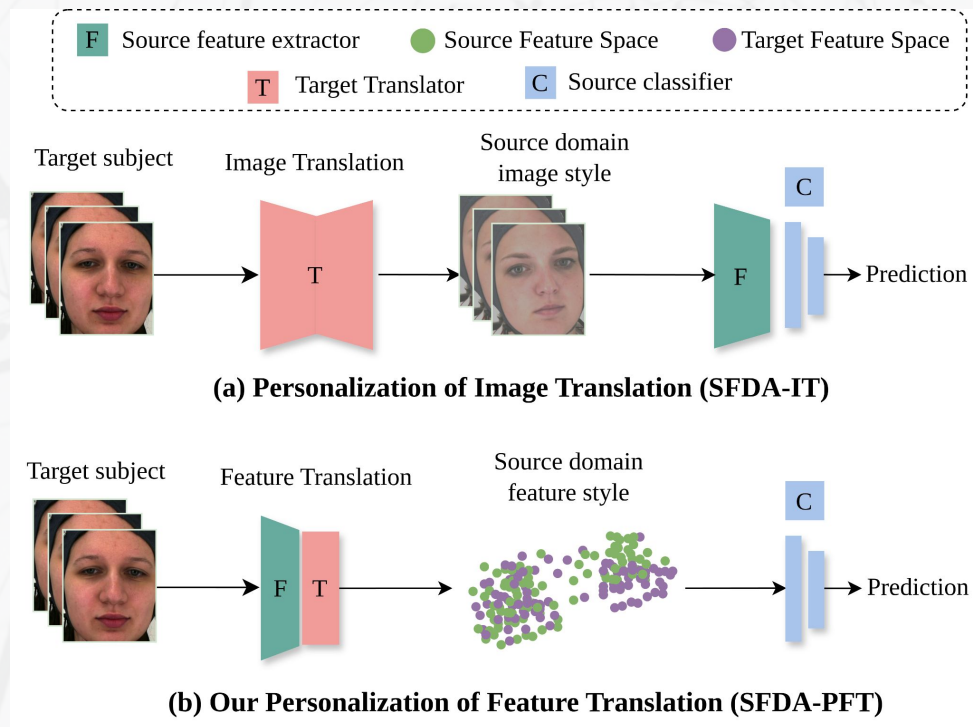 F Source feature extractor Source Feature Space Target Feature Space
T Target Translator C Source classifier
Target subject
Image Translation
Source domain
image style
C
T
F
Prediction
(a) Personalization of Image Translation (SFDA-IT)
Target subject
Feature Translation
Source domain
feature style
C
F T
Prediction
(b) Our Personalization of Feature Translation (SFDA-PFT)